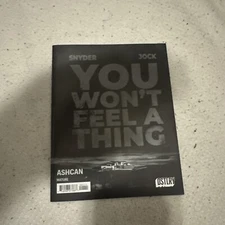 SNYDER JOCK
YOU
WON'T
FEEL A
THING
ASHCAN
DSTLRY